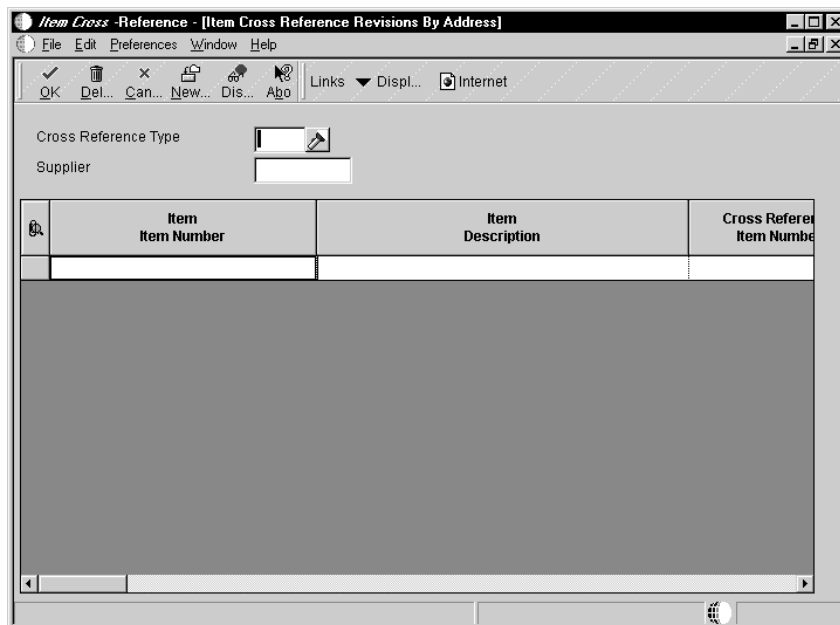 Item Cross -Reference - [Item Cross Reference Revisions By Address]
File Edit Preferences Window Help
OK Del... Can... New... Dis... Abo Links Displ... Internet
Cross Reference Type
Supplier
Item Item Cross Refere
Item Number Description Item Numbe